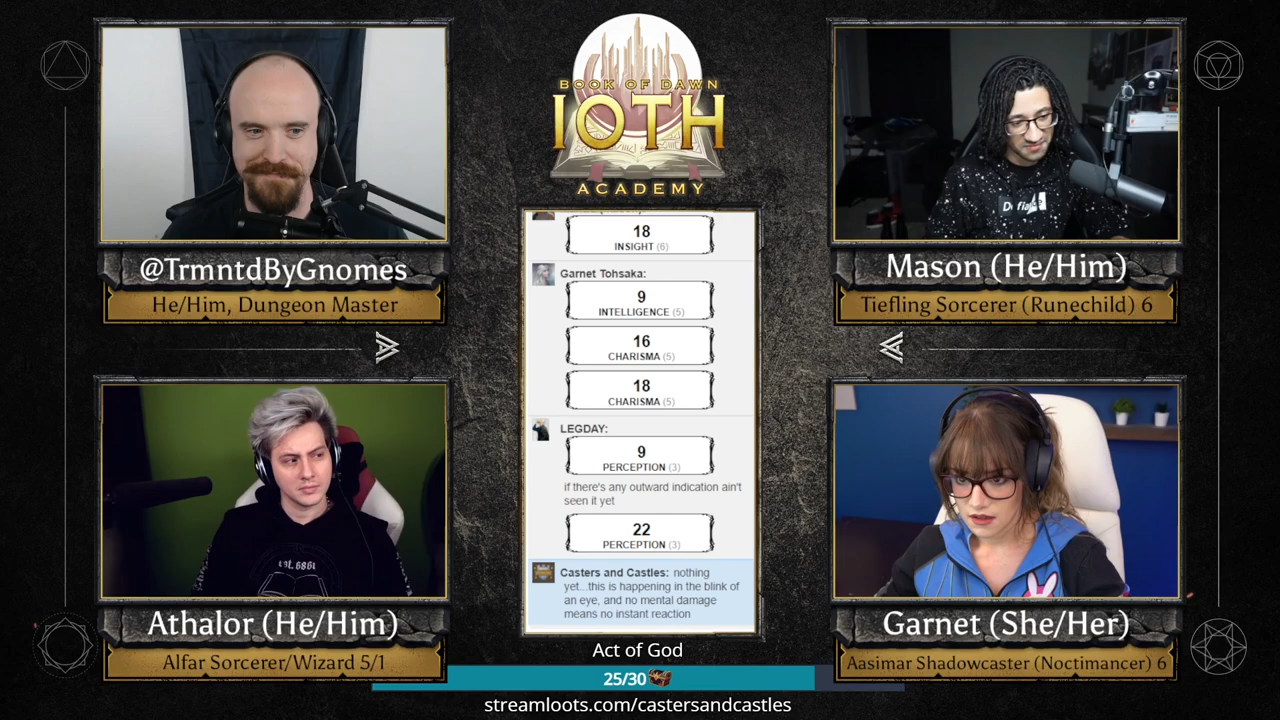 BOOK OF DAWN
IOTH
ACADEMY
@TrmntdByGnomes
He/Him, Dungeon Master
Mason (He/Him)
Tiefling Sorcerer (Runechild) 6
18
INSIGHT (6)
Garnet Tohsaka:
9
INTELLIGENCE (5)
16
CHARISMA (5)
18
CHARISMA (5)
LEGDAY:
9
PERCEPTION (3)
if there's any outward indication ain't
seen it yet
22
PERCEPTION (3)
Casters and Castles: nothing
yet...this is happening in the blink of
an eye, and no mental damage
means no instant reaction
Athalor (He/Him)
Alfar Sorcerer/Wizard 5/1
Garnet (She/Her)
Aasimar Shadowcaster (Noctimancer) 6
Act of God
25/30
streamloots.com/castersandcastles